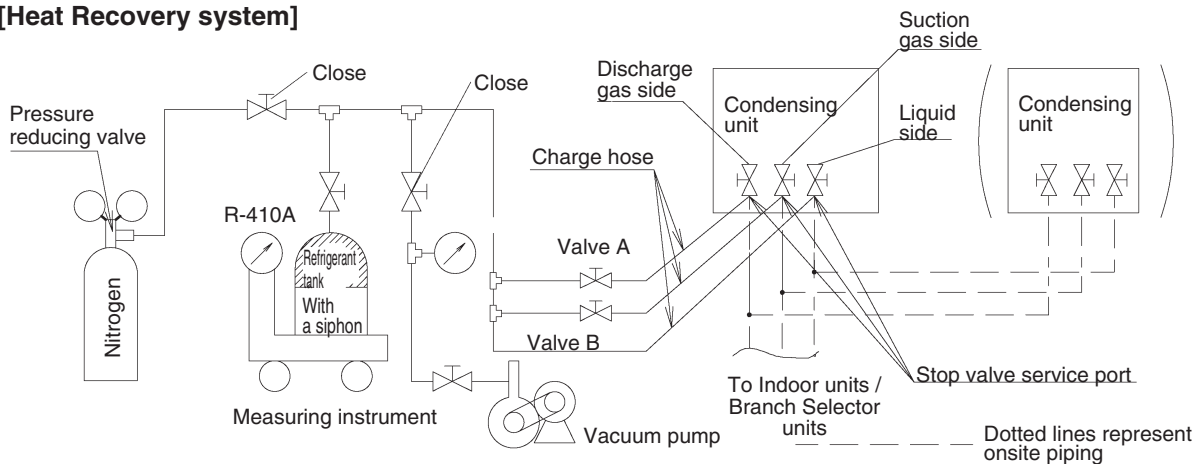 [Heat Recovery system]
Suction
gas side
Close
Discharge
gas side
Close
Pressure
reducing valve
Condensing
unit
Liquid
side
Condensing
unit
Charge hose
R-410A
Valve A
Refrigerant
tank
With
a siphon
Nitrogen
Valve B
Stop valve service port
To Indoor units /
Branch Selector
units
Measuring instrument
Vacuum pump
Dotted lines represent
onsite piping